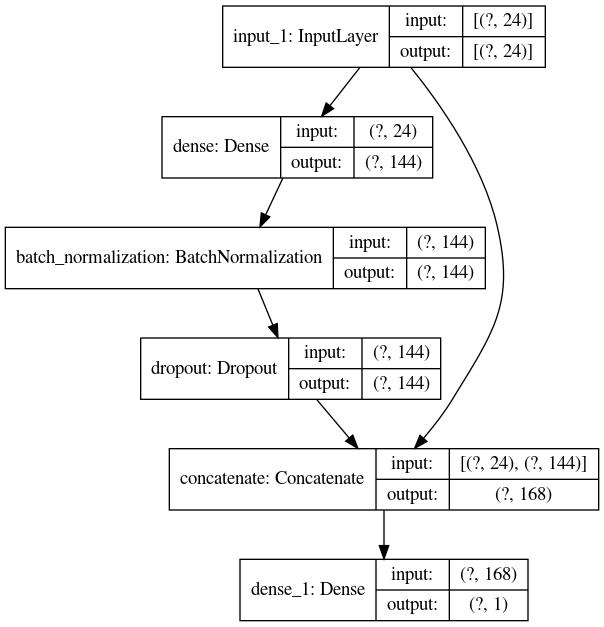 input_1: InputLayer
input: [(?, 24)]
output: [(?, 24)]
dense: Dense
input: (?, 24)
output: (?, 144)
batch_normalization: BatchNormalization
input: (?, 144)
output: (?, 144)
dropout: Dropout
input: (?, 144)
output: (?, 144)
concatenate: Concatenate
input: [(?, 24), (?, 144)]
output: (?, 168)
dense_1: Dense
input: (?, 168)
output: (?, 1)